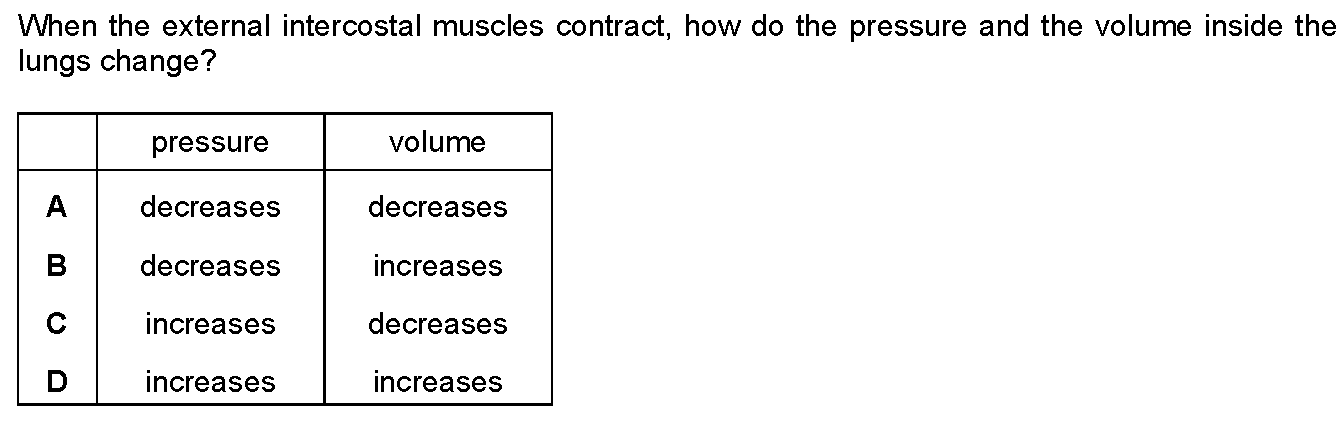 When the external intercostal muscles contract, how do the pressure and the volume inside the
lungs change?
pressure volume
A decreases decreases
B decreases increases
C increases decreases
D increases increases